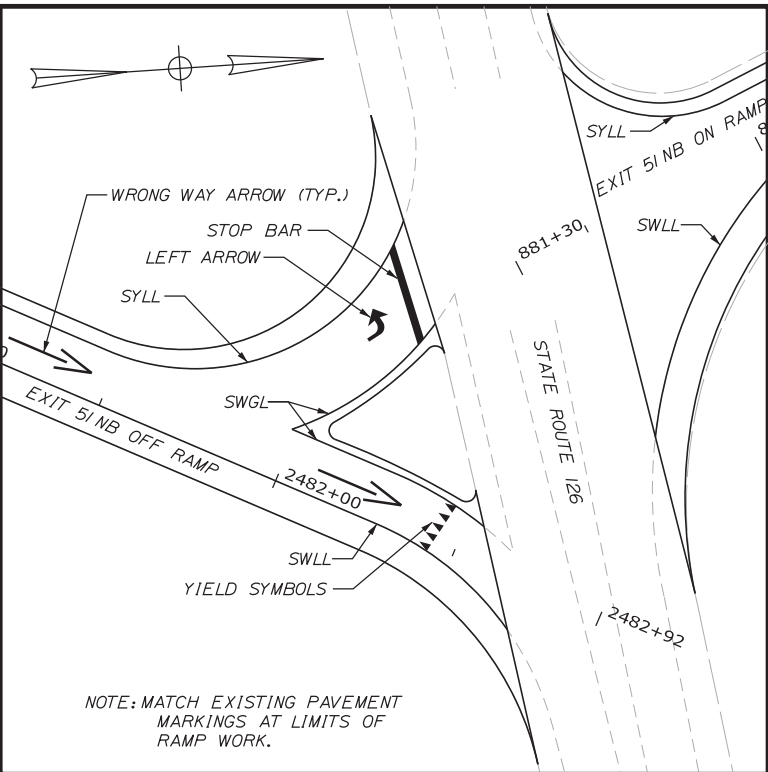 SYLL
EXIT 51 NB ON RAMP
WRONG WAY ARROW (TYP.)
STOP BAR
LEFT ARROW
SWLL
881+30
SYLL
STATE ROUTE 126
SWGL
EXIT 51 NB OFF RAMP
2482+00
SWLL
YIELD SYMBOLS
2482+92
NOTE: MATCH EXISTING PAVEMENT
MARKINGS AT LIMITS OF
RAMP WORK.